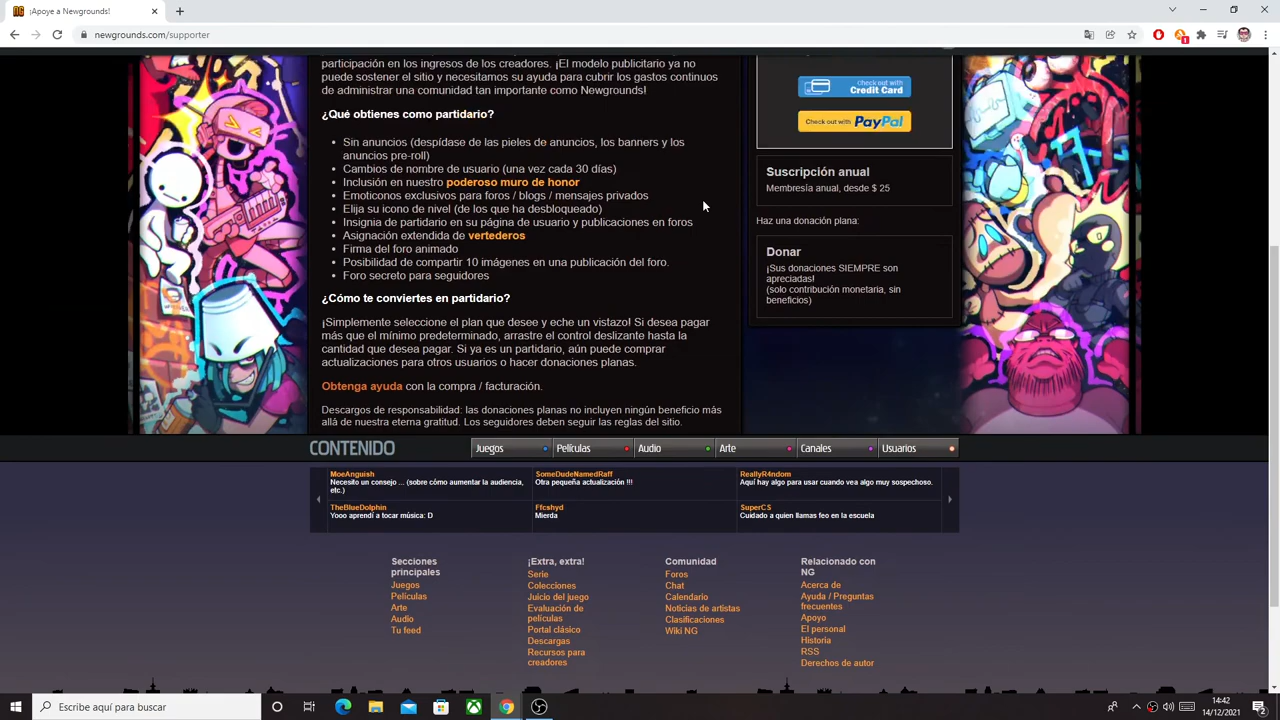 ¡Apoye a Newgrounds!
newgrounds.com/supporter
participación en los ingresos de los creadores. ¡El modelo publicitario ya no
puede sostener el sitio y necesitamos su ayuda para cubrir los gastos continuos
de administrar una comunidad tan importante como Newgrounds!
¿Qué obtienes como partidario?
Sin anuncios (despídase de las pieles de anuncios, los banners y los
anuncios pre-roll)
Cambios de nombre de usuario (una vez cada 30 días)
Inclusión en nuestro poderoso muro de honor
Emoticonos exclusivos para foros / blogs / mensajes privados
Elija su icono de nivel (de los que ha desbloqueado)
Insignia de partidario en su página de usuario y publicaciones en foros
Asignación extendida de vertederos
Firma del foro animado
Posibilidad de compartir 10 imágenes en una publicación del foro.
Foro secreto para seguidores
¿Cómo te conviertes en partidario?
¡Simplemente seleccione el plan que desee y eche un vistazo! Si desea pagar
más que el mínimo predeterminado, arrastre el control deslizante hasta la
cantidad que desea pagar. Si ya es un partidario, aún puede comprar
actualizaciones para otros usuarios o hacer donaciones planas.
Obtenga ayuda con la compra / facturación.
Descargos de responsabilidad: las donaciones planas no incluyen ningún beneficio más
allá de nuestra eterna gratitud. Los seguidores deben seguir las reglas del sitio.
check out with
Credit Card
Check out with PayPal
Suscripción anual
Membresía anual, desde $ 25
Haz una donación plana:
Donar
¡Sus donaciones SIEMPRE son
apreciadas!
(solo contribución monetaria, sin
beneficios)
CONTENIDO
Juegos
Películas
Audio
Arte
Canales
Usuarios
MoeAnguish
Necesito un consejo ... (sobre cómo aumentar la audiencia,
etc.)
SomeDudeNamedRaff
Otra pequeña actualización !!!
ReallyR4ndom
Aquí hay algo para usar cuando vea algo muy sospechoso.
TheBlueDolphin
Yooo aprendí a tocar música: D
Ffcshyd
Mierda
SuperCS
Cuidado a quien llamas feo en la escuela
Secciones
principales
Juegos
Películas
Arte
Audio
Tu feed
¡Extra, extra!
Serie
Colecciones
Juicio del juego
Evaluación de
películas
Portal clásico
Descargas
Recursos para
creadores
Comunidad
Foros
Chat
Calendario
Noticias de artistas
Clasificaciones
Wiki NG
Relacionado con
NG
Acerca de
Ayuda / Preguntas
frecuentes
Apoyo
El personal
Historia
RSS
Derechos de autor
Escribe aquí para buscar
14:42
14/12/2021